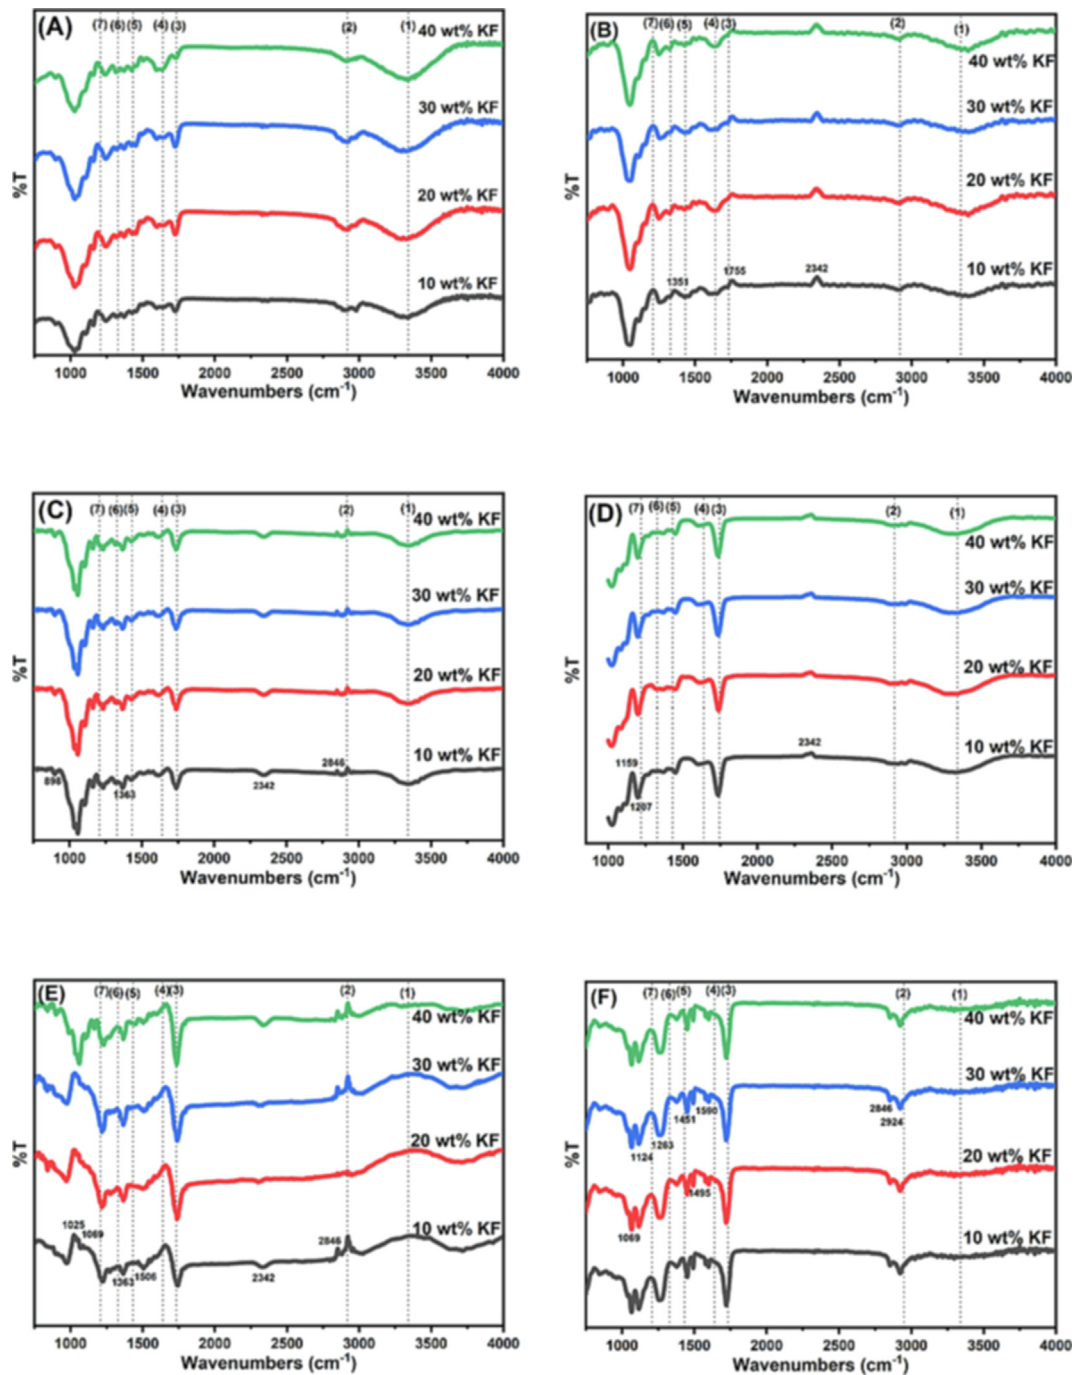 (A) (7) (6) (5) (4) (3) (2) (1)
40 wt% KF
30 wt% KF
20 wt% KF
10 wt% KF
%T
1000 1500 2000 2500 3000 3500 4000
Wavenumbers (cm-1)
(B) (7) (6) (5) (4) (3) (2) (1)
40 wt% KF
30 wt% KF
20 wt% KF
10 wt% KF
1351 1755 2342
%T
1000 1500 2000 2500 3000 3500 4000
Wavenumbers (cm-1)
(C) (7) (6) (5) (4) (3) (2) (1)
40 wt% KF
30 wt% KF
20 wt% KF
10 wt% KF
898 1363 2342 2846
%T
1000 1500 2000 2500 3000 3500 4000
Wavenumbers (cm-1)
(D) (7) (6) (5) (4) (3) (2) (1)
40 wt% KF
30 wt% KF
20 wt% KF
10 wt% KF
1159 2342
1207
%T
1000 1500 2000 2500 3000 3500 4000
Wavenumbers (cm-1)
(E) (7) (6) (5) (4) (3) (2) (1)
40 wt% KF
30 wt% KF
20 wt% KF
10 wt% KF
1025 1069 2846
1363 1506 2342
%T
1000 1500 2000 2500 3000 3500 4000
Wavenumbers (cm-1)
(F) (7) (6) (5) (4) (3) (2) (1)
40 wt% KF
30 wt% KF
1451 1590 2846
1124 1263 2924
20 wt% KF
1069 1495
10 wt% KF
%T
1000 1500 2000 2500 3000 3500 4000
Wavenumbers (cm-1)